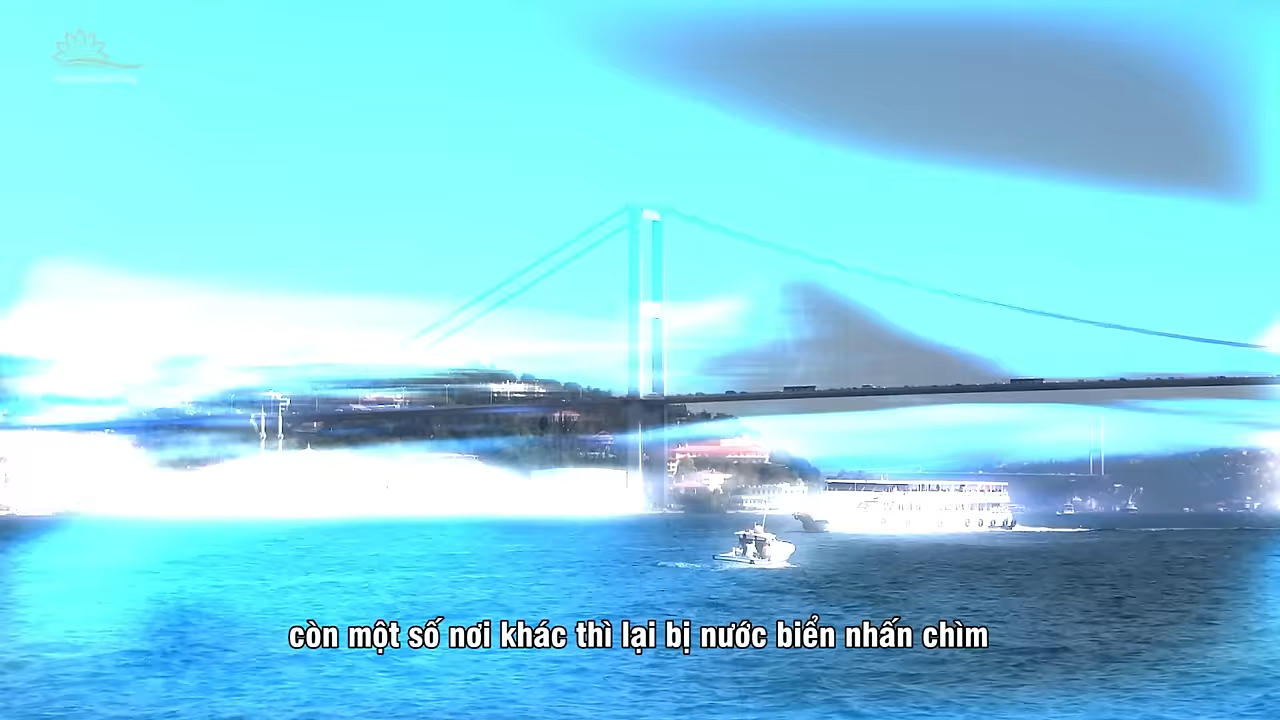 còn một số nơi khác thì lại bị nước biển nhấn chìm